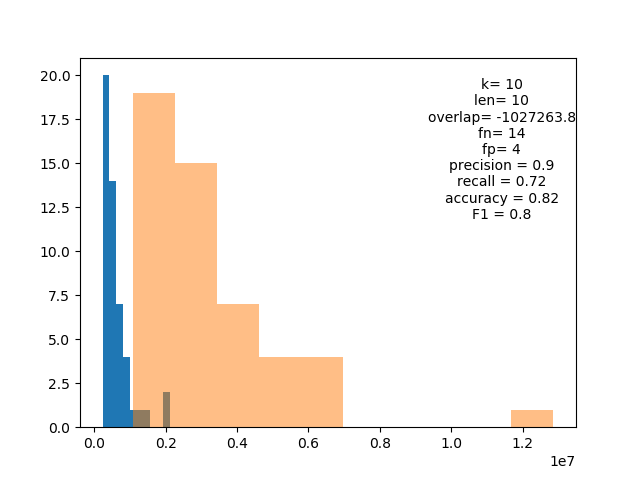 20.0
17.5
15.0
12.5
10.0
7.5
5.0
2.5
0.0
k= 10
len= 10
overlap= -1027263.8
fn= 14
fp= 4
precision = 0.9
recall = 0.72
accuracy = 0.82
F1 = 0.8
0.0 0.2 0.4 0.6 0.8 1.0 1.2
1e7